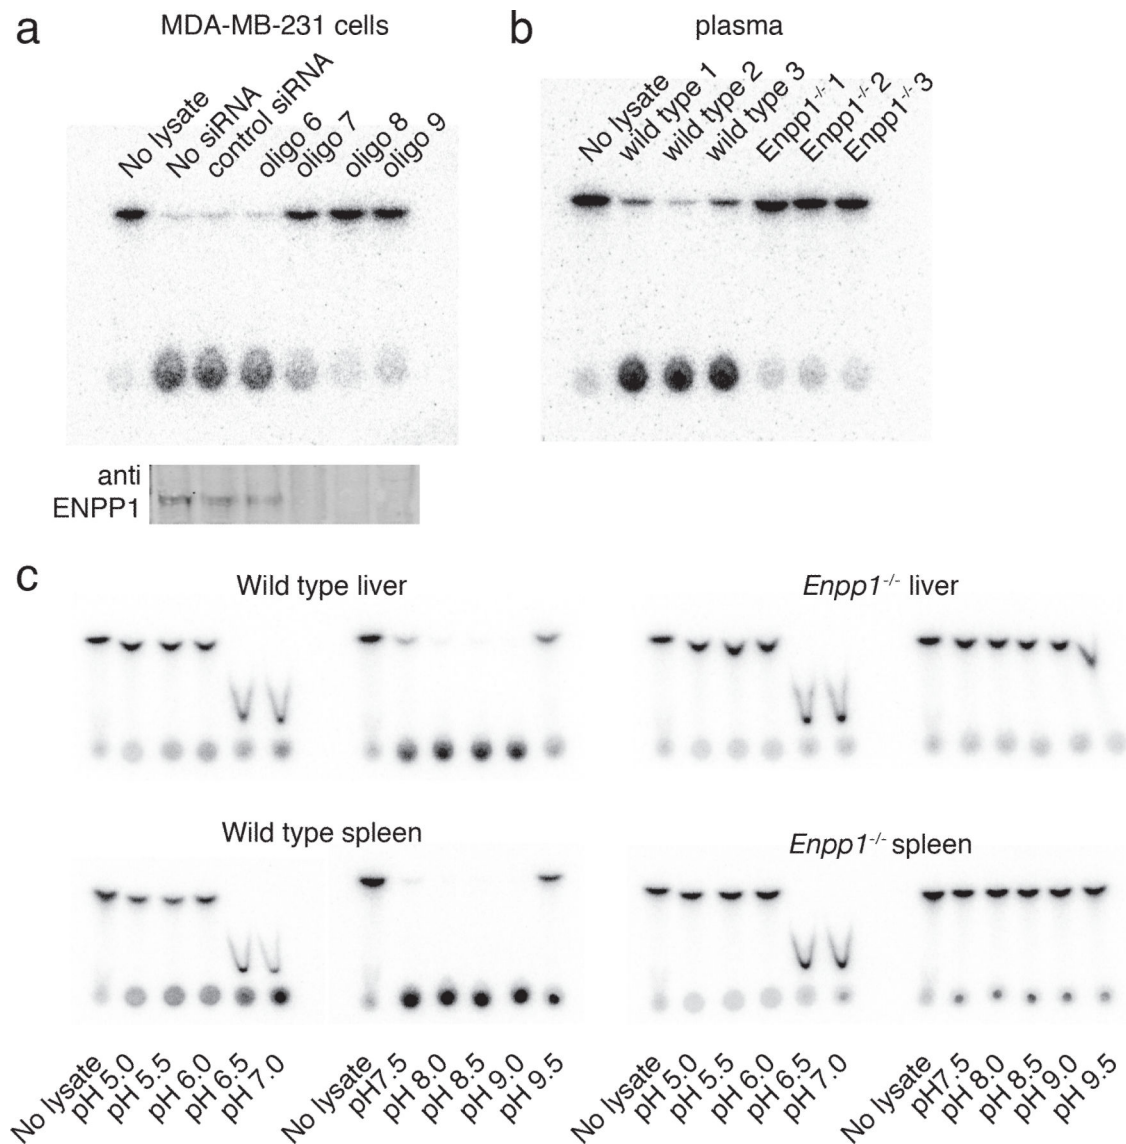 a
MDA-MB-231 cells
No lysate
No siRNA
control siRNA
oligo 6
oligo 7
oligo 8
oligo 9
anti
ENPP1
b
plasma
No lysate
wild type 1
wild type 2
wild type 3
Enpp1-/- 1
Enpp1-/- 2
Enpp1-/- 3
c
Wild type liver
Enpp1-/- liver
Wild type spleen
Enpp1-/- spleen
No lysate
pH 5.0
pH 5.5
pH 6.0
pH 6.5
pH 7.0
No lysate
pH7.5
pH 8.0
pH 8.5
pH 9.0
pH 9.5
No lysate
pH 5.0
pH 5.5
pH 6.0
pH 6.5
pH 7.0
No lysate
pH7.5
pH 8.0
pH 8.5
pH 9.0
pH 9.5